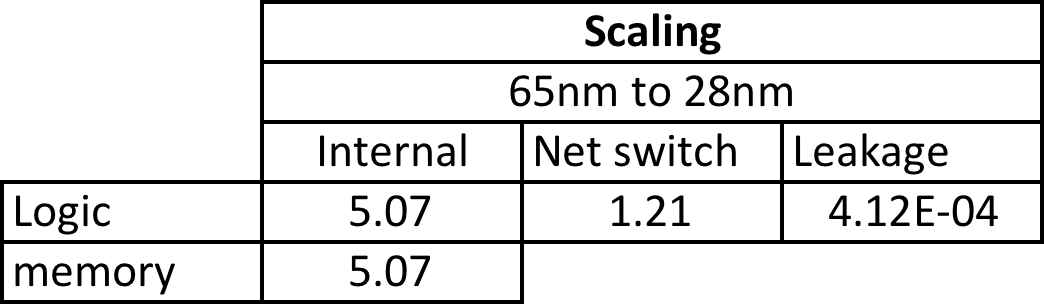 Scaling
65nm to 28nm
Internal Net switch Leakage
Logic 5.07 1.21 4.12E-04
memory 5.07